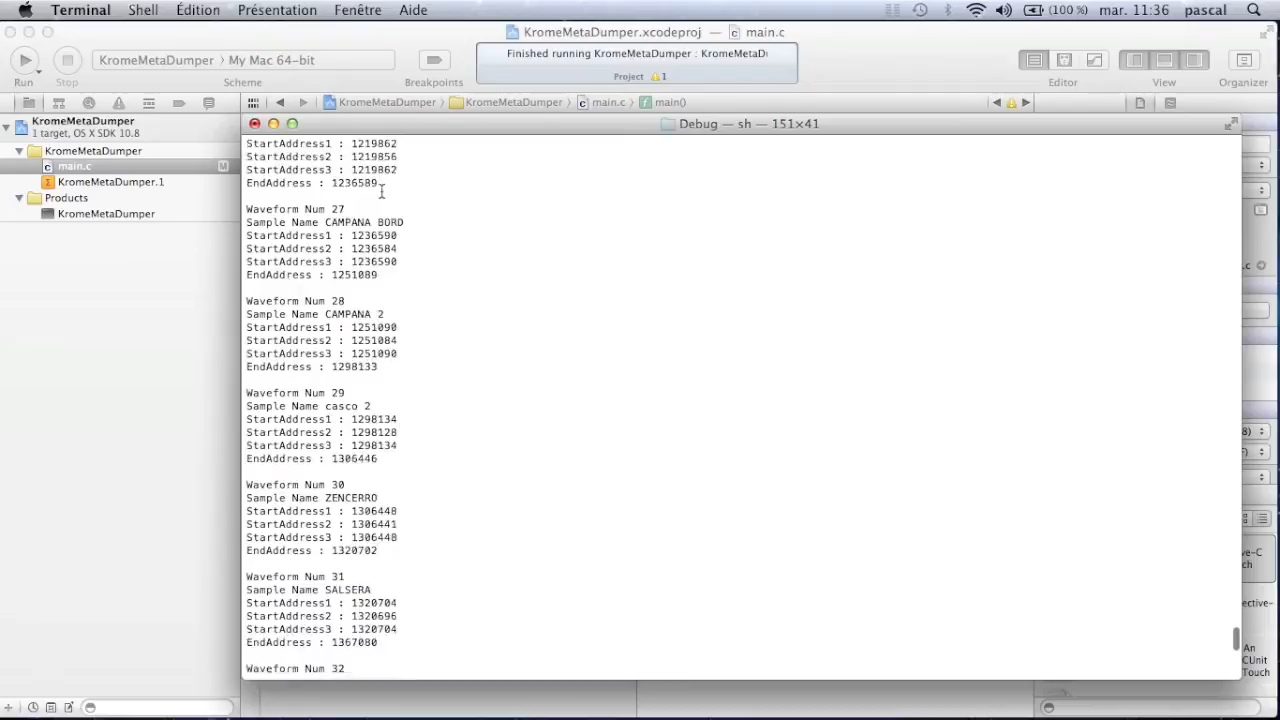 Terminal Shell Édition Présentation Fenêtre Aide (100 %) mar. 11:36 pascal
KromeMetaDumper.xcodeproj — main.c
KromeMetaDumper › My Mac 64-bit
Finished running KromeMetaDumper : KromeMetaD
Project 1
Run Stop Scheme Breakpoints Editor View Organizer
KromeMetaDumper KromeMetaDumper main.c main()
KromeMetaDumper
1 target, OS X SDK 10.8
KromeMetaDumper
main.c M
KromeMetaDumper.1
Products
KromeMetaDumper
Debug — sh — 151×41
StartAddress1 : 1219862
StartAddress2 : 1219856
StartAddress3 : 1219862
EndAddress : 1236589
Waveform Num 27
Sample Name CAMPANA BORD
StartAddress1 : 1236590
StartAddress2 : 1236584
StartAddress3 : 1236590
EndAddress : 1251089
Waveform Num 28
Sample Name CAMPANA 2
StartAddress1 : 1251090
StartAddress2 : 1251084
StartAddress3 : 1251090
EndAddress : 1298133
Waveform Num 29
Sample Name casco 2
StartAddress1 : 1298134
StartAddress2 : 1298128
StartAddress3 : 1298134
EndAddress : 1306446
Waveform Num 30
Sample Name ZENCERRO
StartAddress1 : 1306448
StartAddress2 : 1306441
StartAddress3 : 1306448
EndAddress : 1320702
Waveform Num 31
Sample Name SALSERA
StartAddress1 : 1320704
StartAddress2 : 1320696
StartAddress3 : 1320704
EndAddress : 1367080
Waveform Num 32
.c
8)
F)
ve-C
ch
ective-
An
CUnit
Touch